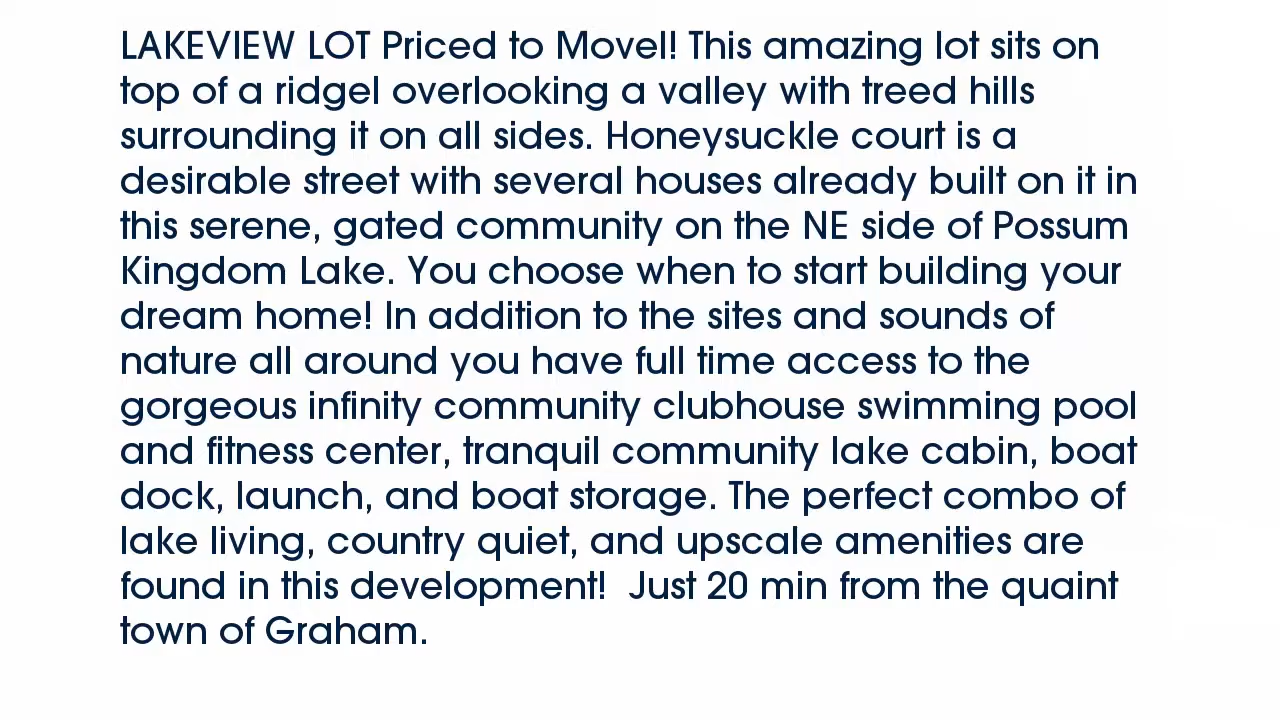 LAKEVIEW LOT Priced to Movel! This amazing lot sits on
top of a ridgel overlooking a valley with treed hills
surrounding it on all sides. Honeysuckle court is a
desirable street with several houses already built on it in
this serene, gated community on the NE side of Possum
Kingdom Lake. You choose when to start building your
dream home! In addition to the sites and sounds of
nature all around you have full time access to the
gorgeous infinity community clubhouse swimming pool
and fitness center, tranquil community lake cabin, boat
dock, launch, and boat storage. The perfect combo of
lake living, country quiet, and upscale amenities are
found in this development!  Just 20 min from the quaint
town of Graham.